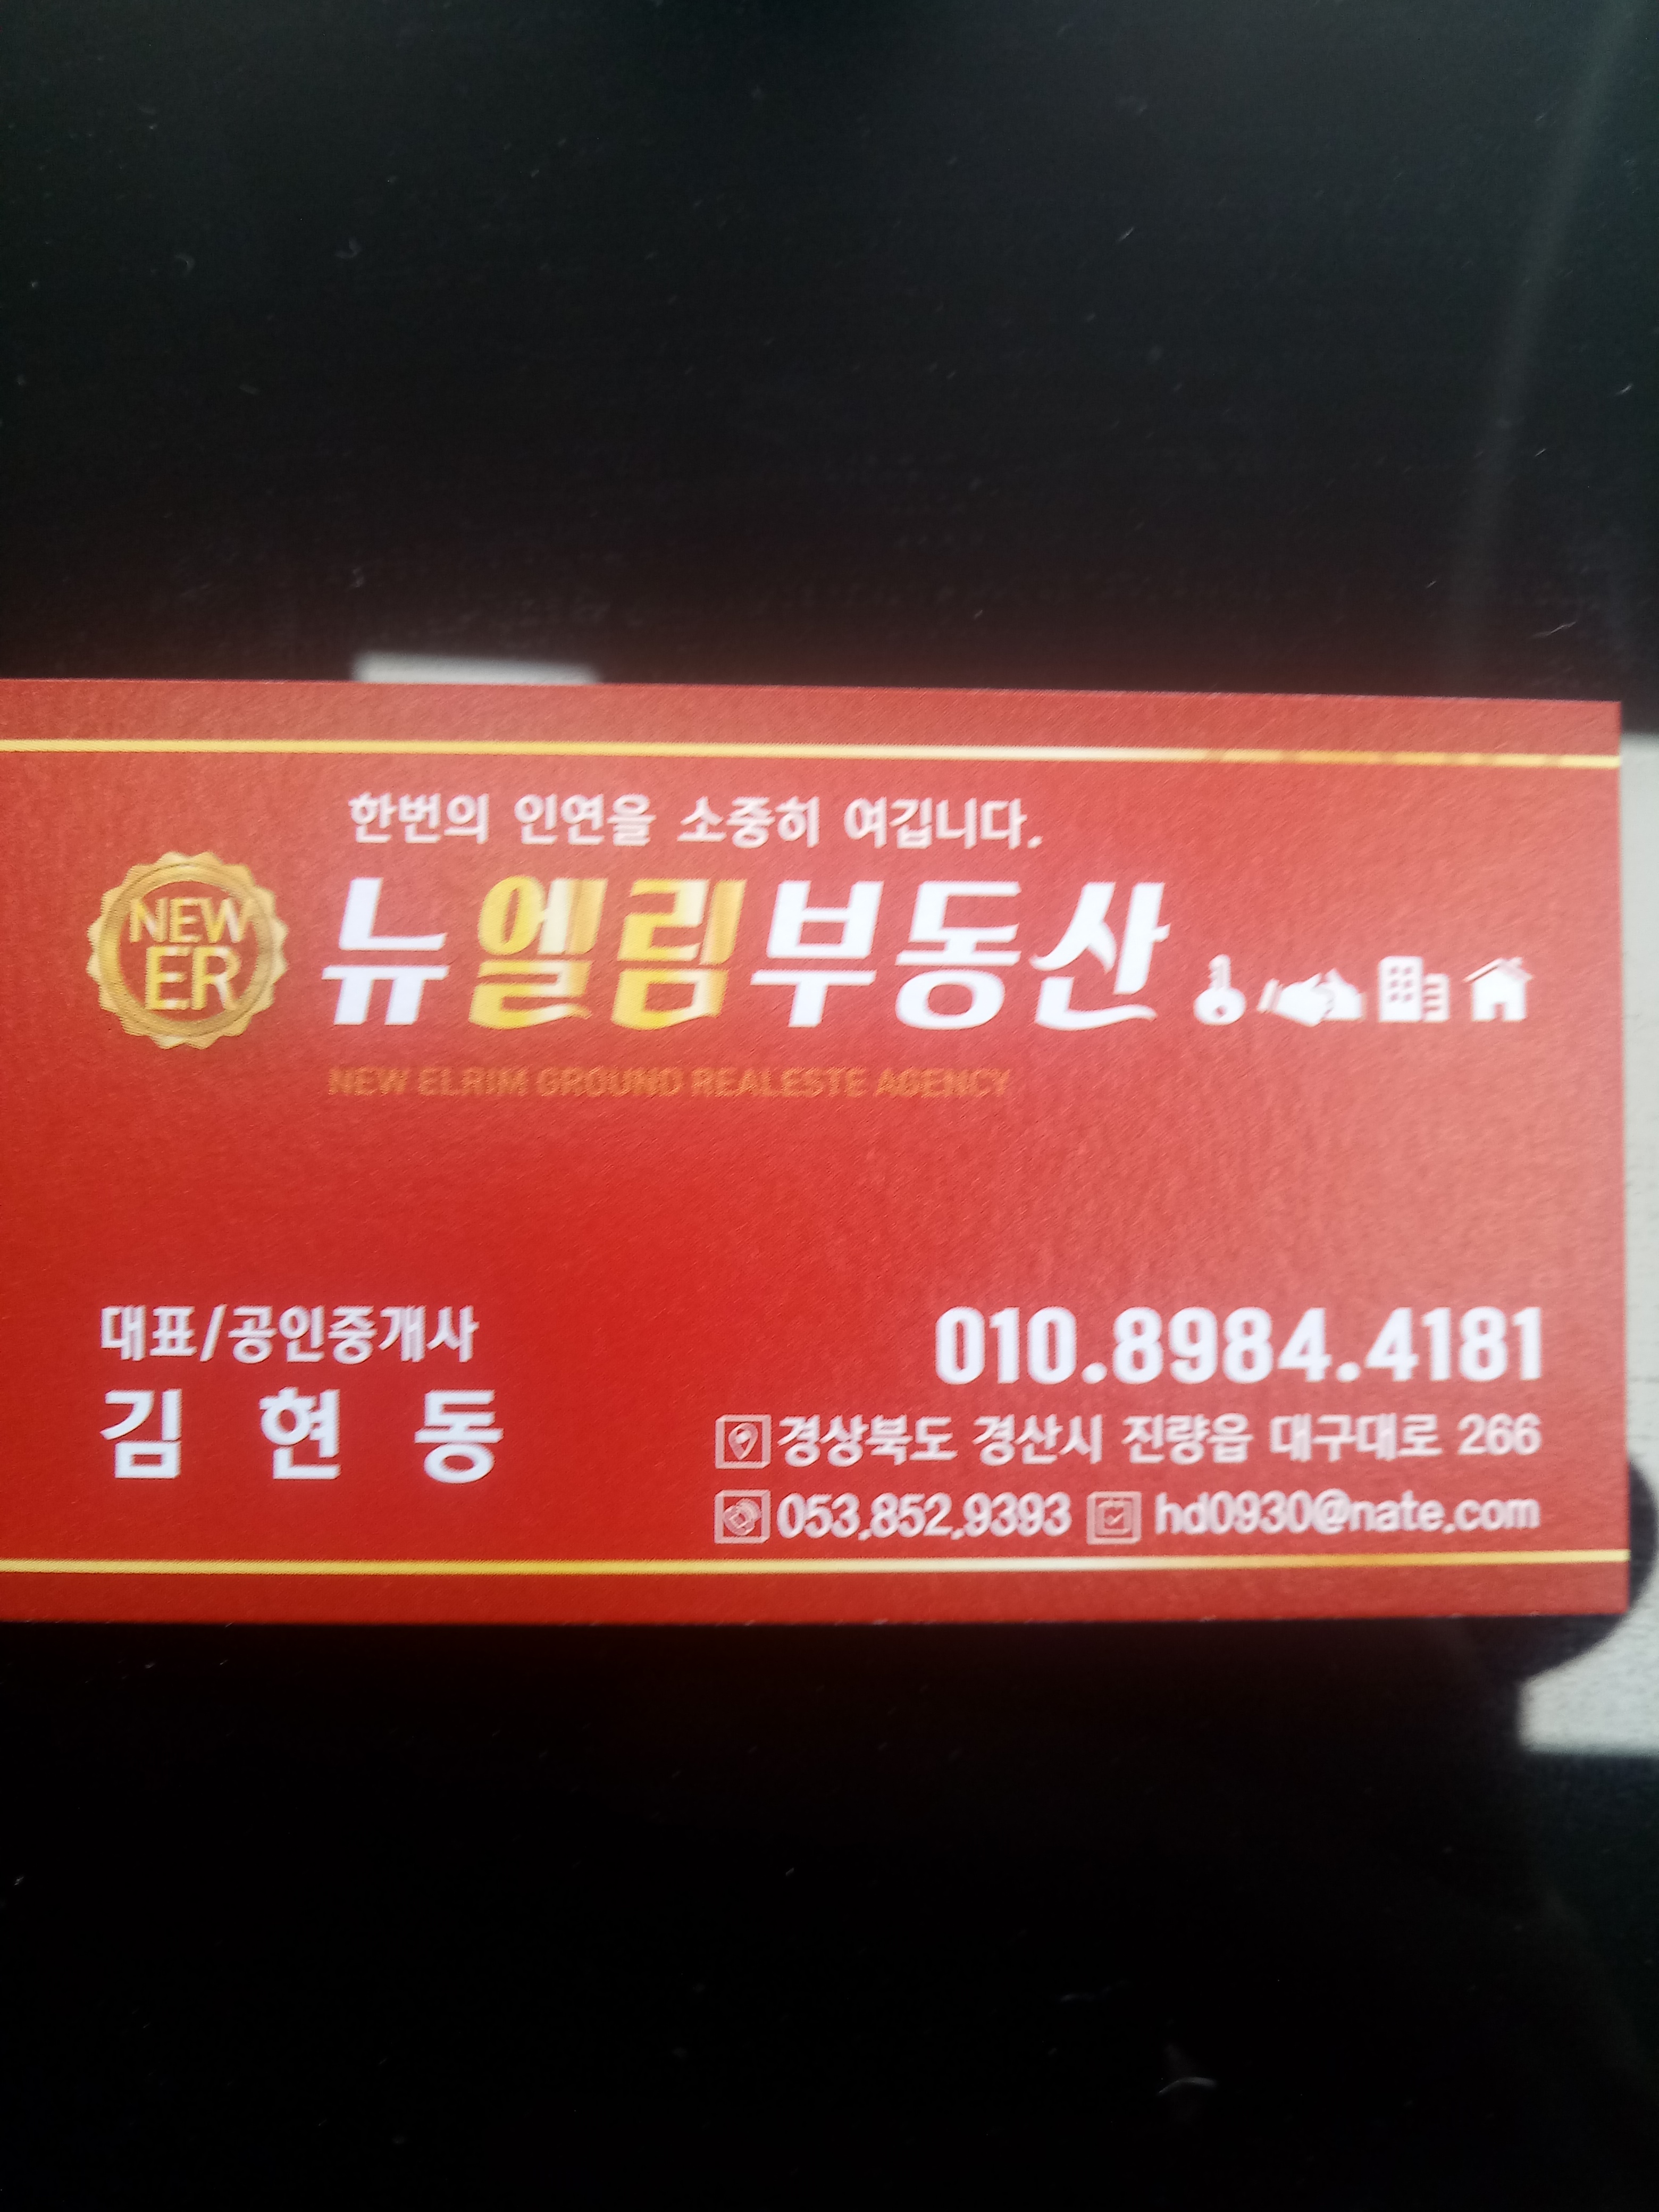 한번의 인연을 소중히 여깁니다.
NEW
ER
뉴엘림부동산
NEW ELRIM GROUND REALESTE AGENCY
대표/공인중개사
김 현 동
010.8984.4181
경상북도 경산시 진량읍 대구대로 266
053.852.9393 hd0930@nate.com